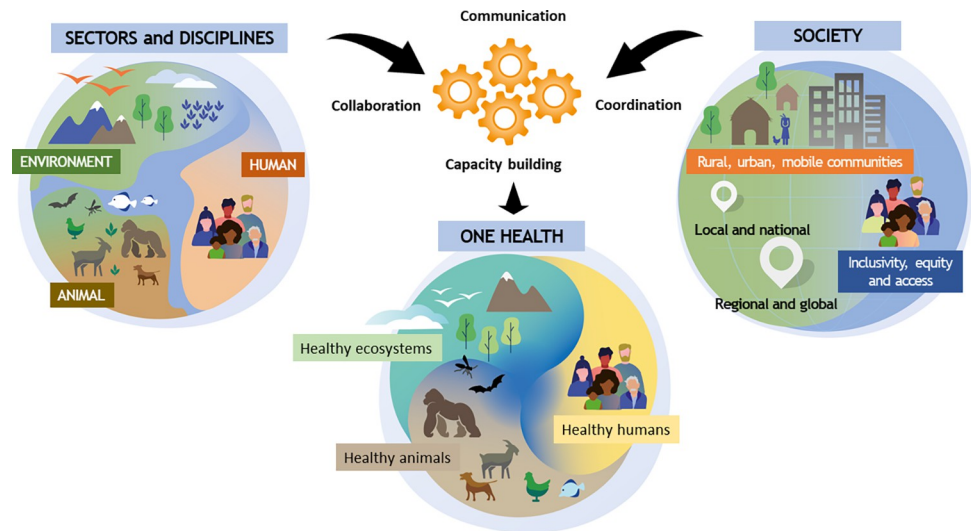 SECTORS and DISCIPLINES
ENVIRONMENT
HUMAN
ANIMAL
Communication
Collaboration
Coordination
Capacity building
SOCIETY
Rural, urban, mobile communities
Local and national
Inclusivity, equity
and access
Regional and global
ONE HEALTH
Healthy ecosystems
Healthy humans
Healthy animals